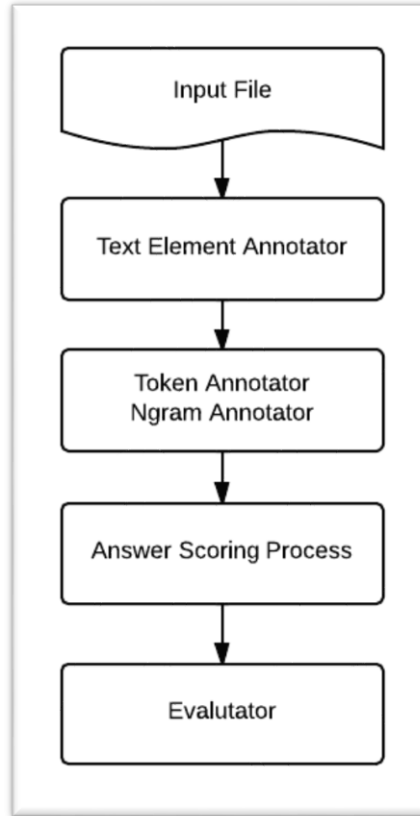 Input File
Text Element Annotator
Token Annotator
Ngram Annotator
Answer Scoring Process
Evalutator